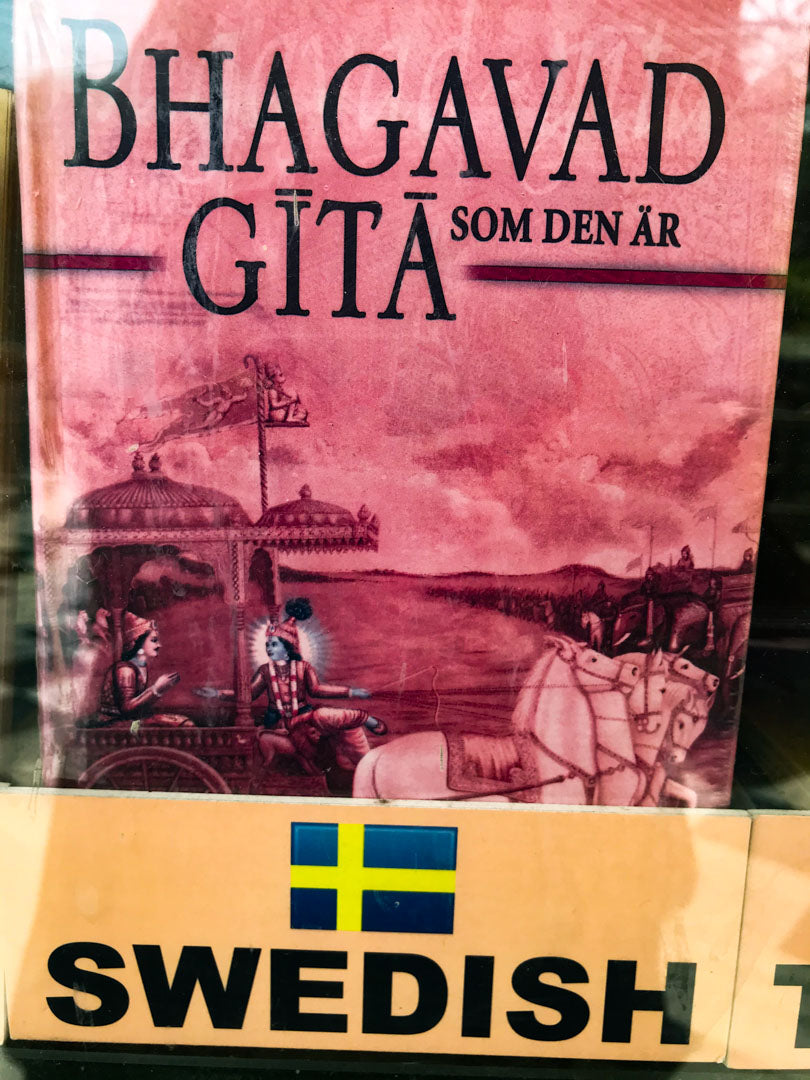 BHAGAVAD
GĪTĀ SOM DEN ÄR
SWEDISH